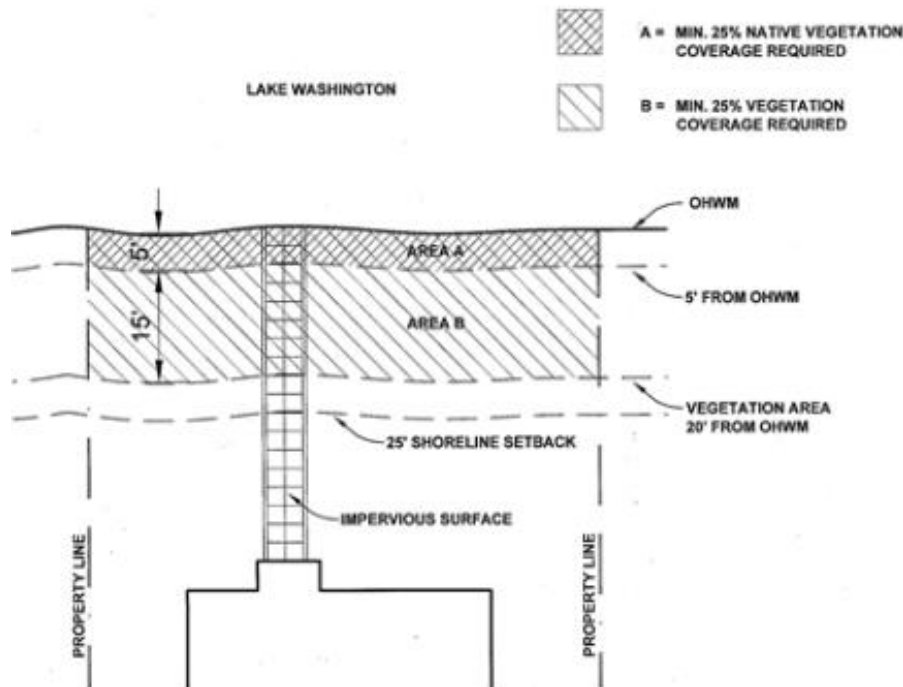 A = MIN. 25% NATIVE VEGETATION
COVERAGE REQUIRED
LAKE WASHINGTON
B = MIN. 25% VEGETATION
COVERAGE REQUIRED
OHWM
5'
AREA A
5' FROM OHWM
15'
AREA B
VEGETATION AREA
20' FROM OHWM
25' SHORELINE SETBACK
IMPERVIOUS SURFACE
PROPERTY LINE
PROPERTY LINE